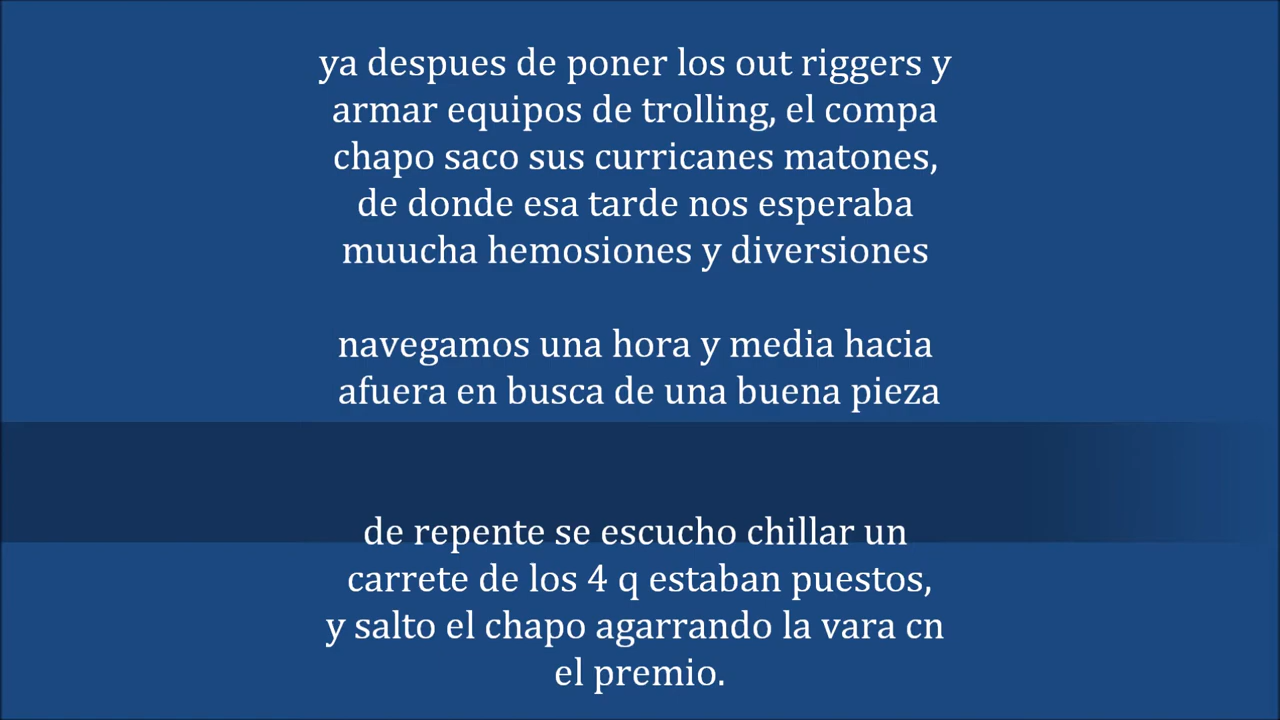 ya despues de poner los out riggers y
armar equipos de trolling, el compa
chapo saco sus curricanes matones,
de donde esa tarde nos esperaba
muucha hemosiones y diversiones
navegamos una hora y media hacia
afuera en busca de una buena pieza
de repente se escucho chillar un
carrete de los 4 q estaban puestos,
y salto el chapo agarrando la vara cn
el premio.